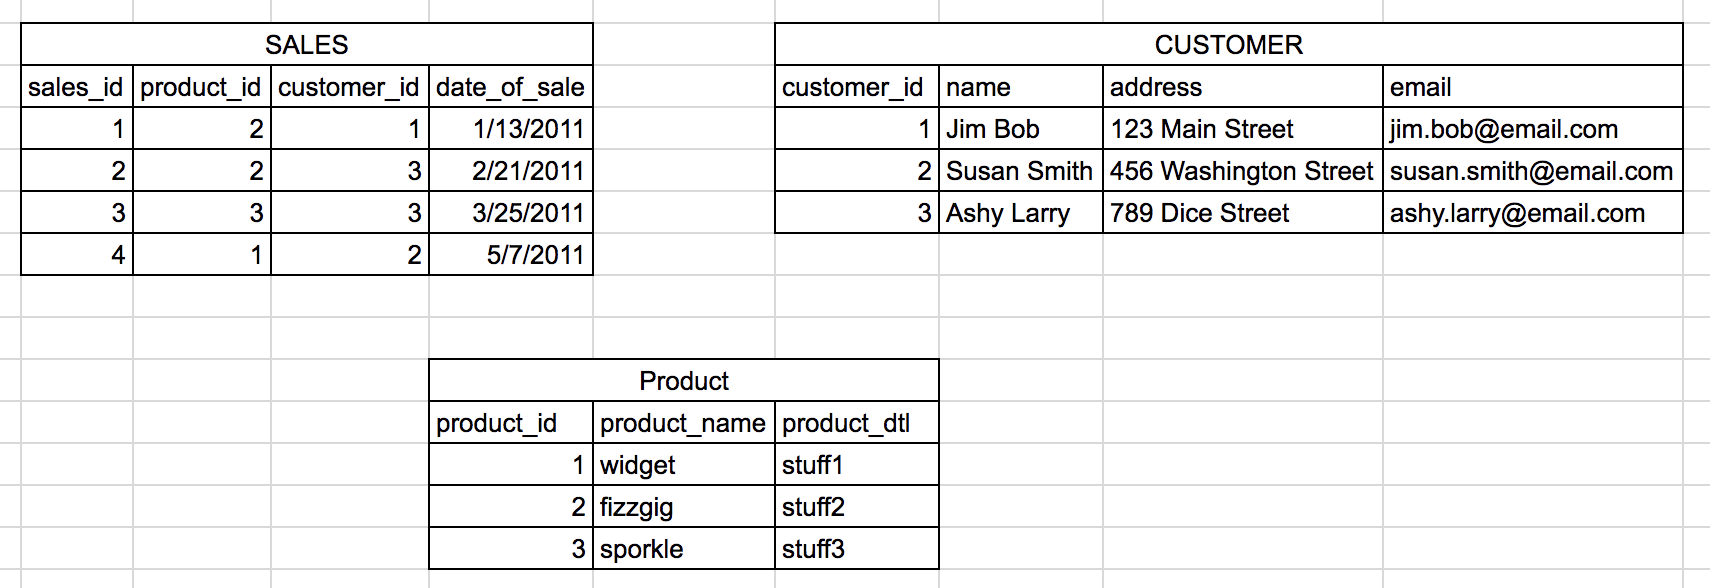 SALES
sales_id product_id customer_id date_of_sale
1 2 1 1/13/2011
2 2 3 2/21/2011
3 3 3 3/25/2011
4 1 2 5/7/2011
CUSTOMER
customer_id name address email
1 Jim Bob 123 Main Street jim.bob@email.com
2 Susan Smith 456 Washington Street susan.smith@email.com
3 Ashy Larry 789 Dice Street ashy.larry@email.com
Product
product_id product_name product_dtl
1 widget stuff1
2 fizzgig stuff2
3 sporkle stuff3